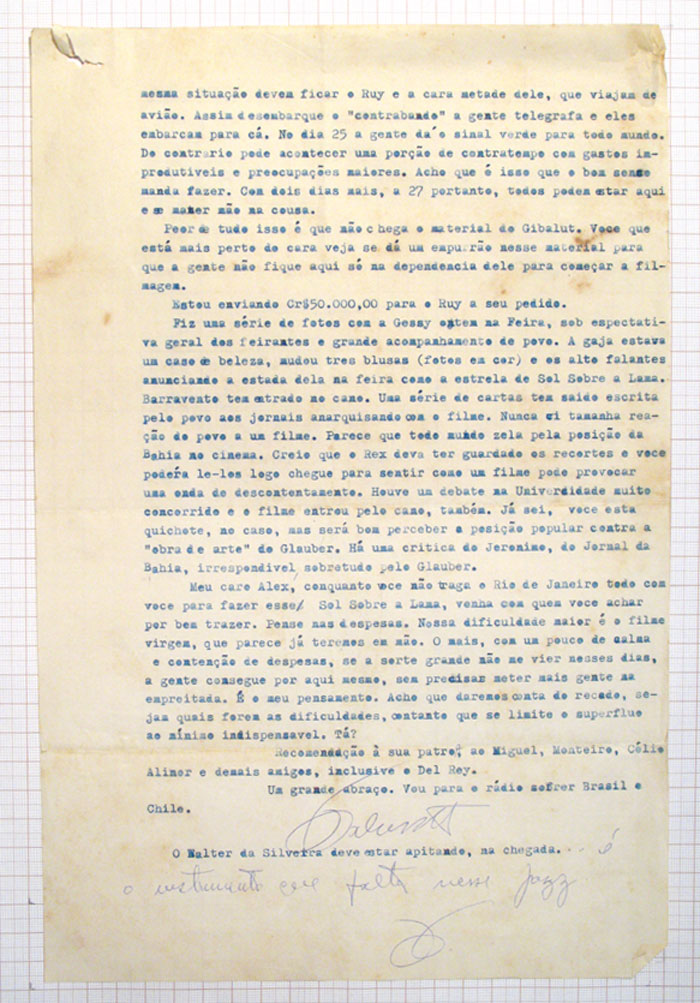 mesma situação devem ficar o Ruy e a cara metade dele, que viajam de
avião. Assim desembarque o "contrabando" a gente telegrafa e eles
embarcam para cá. No dia 25 a gente dá o sinal verde para todo mundo.
Do contrario pode acontecer uma porção de contratempo com gastos im-
produtiveis e preocupações maiores. Acho que é isso que o bom senso
manda fazer. Com dois dias mais, a 27 portanto, todos podem estar aqui
e meter mão na cousa.
Peor de tudo isso é que não chega o material do Gibalut. Voce que
está mais perto do cara veja se dá um empurrão nesse material para
que a gente não fique aqui só na dependencia dele para começar a fil-
magem.
Estou enviando Cr$50.000,00 para o Ruy a seu pedido.
Fiz uma série de fotos com a Gessy ontem na Feira, sob espectati-
va geral dos feirantes e grande acompanhamento de povo. A gaja estava
um caso de beleza, mudou tres blusas (fotos em cor) e os alto falantes
anunciando a estada dela na feira como a estrela de Sol Sobre a Lama.
Barravento tem entrado no cano. Uma série de cartas tem saido escrita
pelo povo aos jornais anarquisando com o filme. Nunca vi tamanha rea-
ção do povo a um filme. Parece que todo mundo zela pela posição da
Bahia no cinema. Creio que o Rex deva ter guardado os recortes e voce
podería le-los logo chegue para sentir como um filme pode provocar
uma onda de descontentamento. Houve um debate na Univerdidade muito
concorrido e o filme entrou pelo cano, também. Já sei, voce esta
quichote, no caso, mas será bom perceber a posição popular contra a
"obra de arte" do Glauber. Há uma critica do Jeronimo, do Jornal da
Bahia, irrespondivel, sobretudo pelo Glauber.
Meu caro Alex, conquanto voce não traga o Rio de Janeiro todo com
voce para fazer esse Sol Sobre a Lama, venha com quem voce achar
por bem trazer. Pense nas despesas. Nossa dificuldade maior é o filme
virgem, que parece já teremos em mão. O mais, com um pouco de calma
e contenção de despesas, se a sorte grande não me vier nesses dias,
a gente consegue por aqui mesmo, sem precisar meter mais gente na
empreitada. É o meu pensamento. Acho que daremos conta do recado, se-
jam quais forem as dificuldades, contanto que se limite o superfluo
ao mínimo indispensavel. Tá?
Recomendação à sua patroa, ao Miguel, Monteiro, Célio
Alinor e demais amigos, inclusive o Del Rey.
Um grande abraço. Vou para o rádio sofrer Brasil e
Chile.
O Walter da Silveira deve estar apitando, na chegada... é
o instrumento que falta nesse jazz